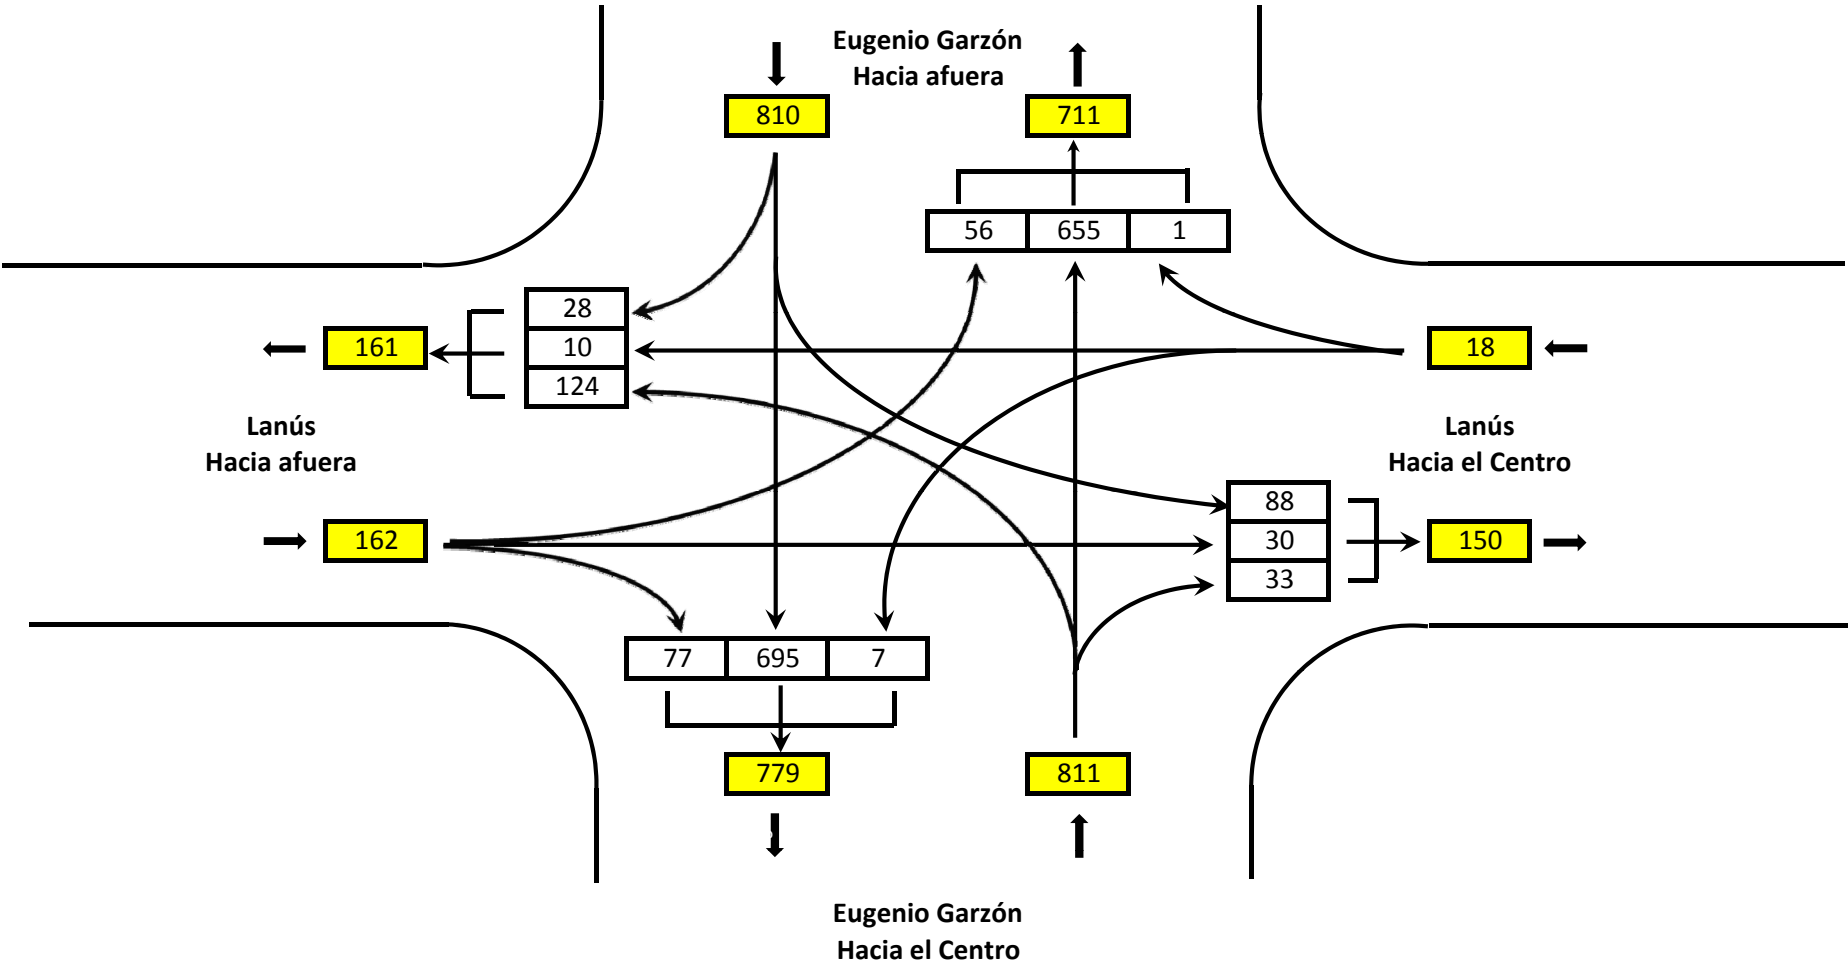 Eugenio Garzón
Hacia afuera
810
711
56 655 1
28
10
124
161
18
Lanús
Hacia afuera
Lanús
Hacia el Centro
88
30
33
162
150
77 695 7
779
811
Eugenio Garzón
Hacia el Centro